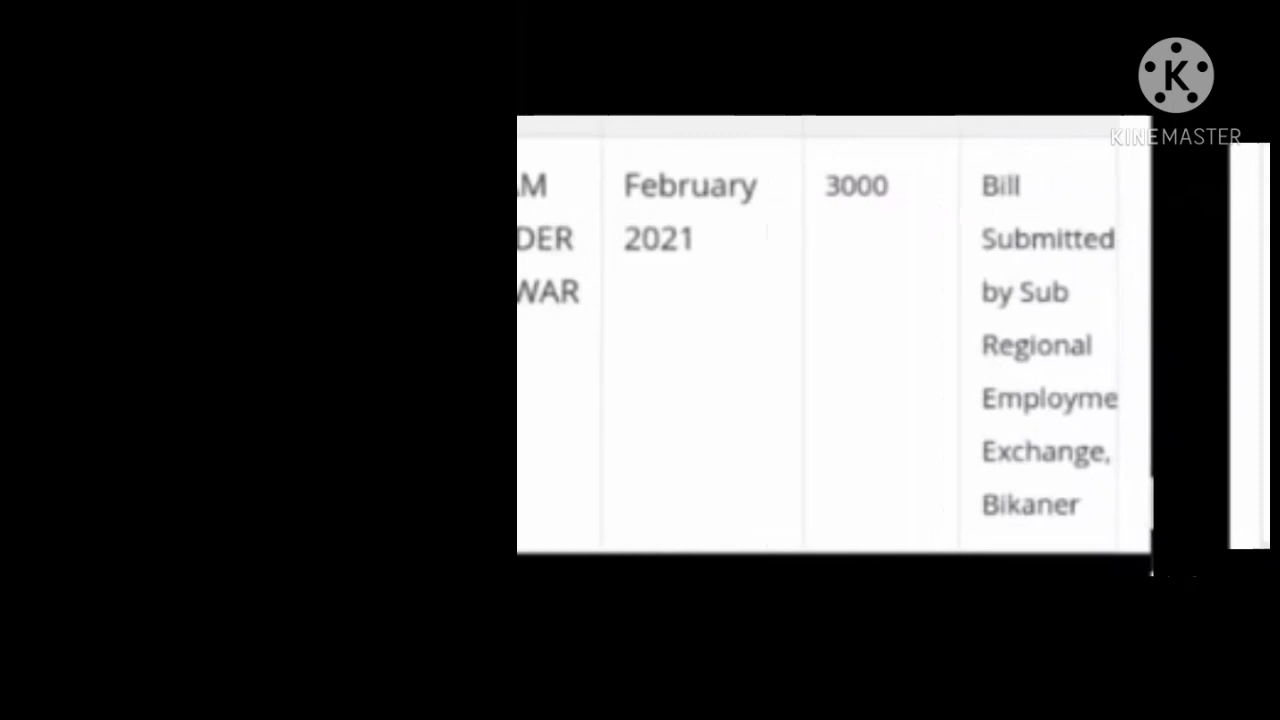 KINEMASTER
AM February 3000 Bill
DER 2021 Submitted
WAR by Sub
Regional
Employme
Exchange,
Bikaner